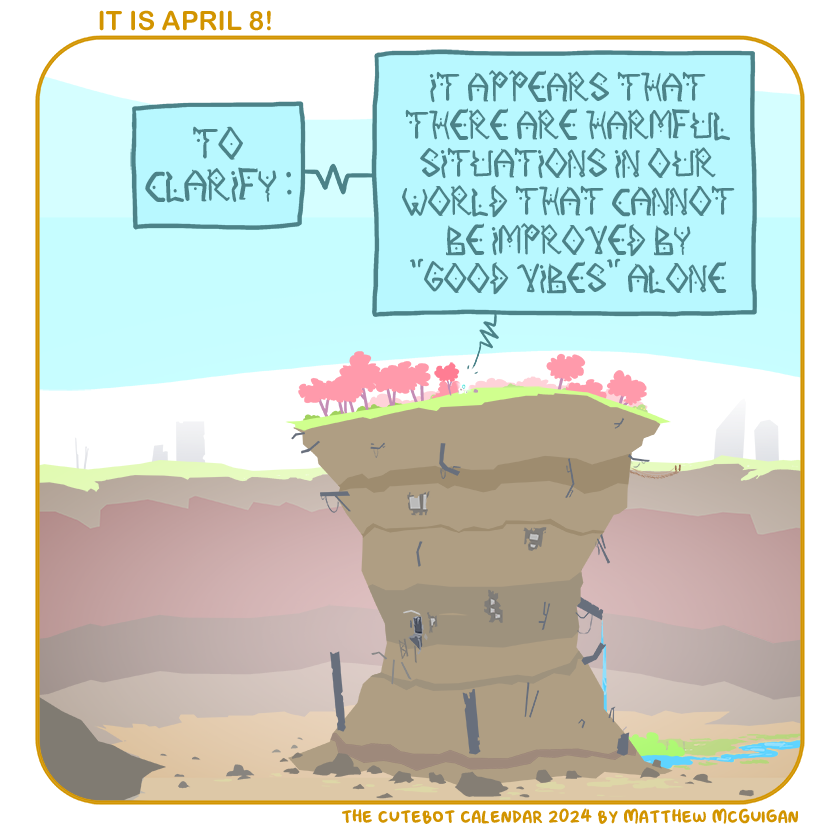 IT IS APRIL 8!
TO
CLARIFY:
IT APPEARS THAT
THERE ARE HARMFUL
SITUATIONS IN OUR
WORLD THAT CANNOT
BE IMPROVED BY
"GOOD VIBES" ALONE
THE CUTEBOT CALENDAR 2024 BY MATTHEW MCGUIGAN